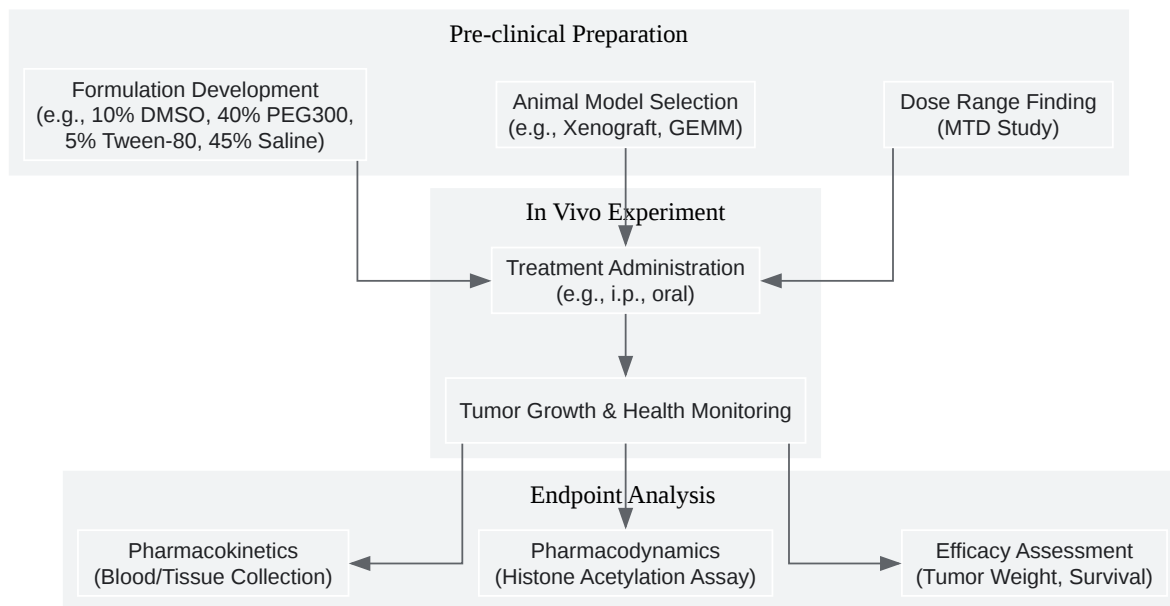 Pre-clinical Preparation
Formulation Development
(e.g., 10% DMSO, 40% PEG300,
5% Tween-80, 45% Saline)
Animal Model Selection
(e.g., Xenograft, GEMM)
Dose Range Finding
(MTD Study)
In Vivo Experiment
Treatment Administration
(e.g., i.p., oral)
Tumor Growth & Health Monitoring
Endpoint Analysis
Pharmacokinetics
(Blood/Tissue Collection)
Pharmacodynamics
(Histone Acetylation Assay)
Efficacy Assessment
(Tumor Weight, Survival)